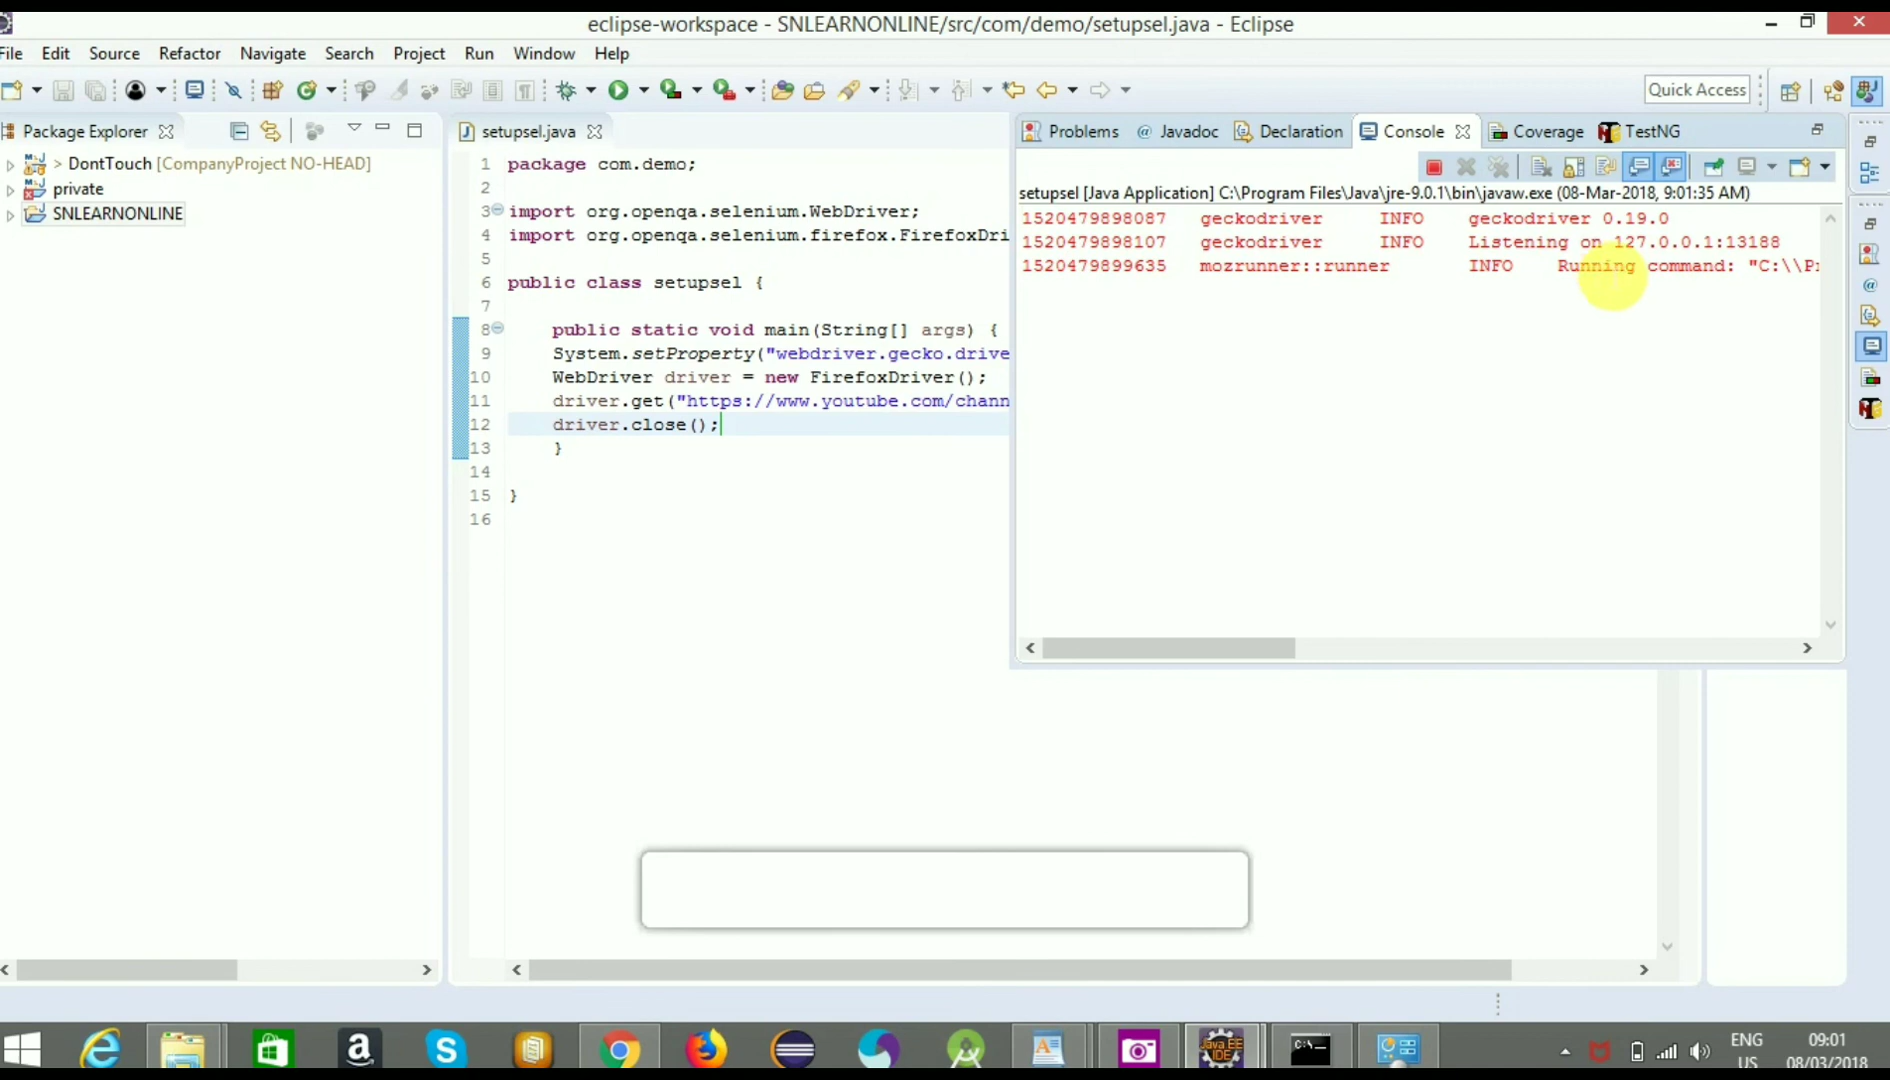 eclipse-workspace - SNLEARNONLINE/src/com/demo/setupsel.java - Eclipse
File Edit Source Refactor Navigate Search Project Run Window Help
Quick Access
Package Explorer
> DontTouch [CompanyProject NO-HEAD]
private
SNLEARNONLINE
setupsel.java
1 package com.demo;
2
3 import org.openqa.selenium.WebDriver;
4 import org.openqa.selenium.firefox.FirefoxDri
5
6 public class setupsel {
7
8 public static void main(String[] args) {
9 System.setProperty("webdriver.gecko.drive
10 WebDriver driver = new FirefoxDriver();
11 driver.get("https://www.youtube.com/chann
12 driver.close();
13 }
14
15 }
16
Problems @ Javadoc Declaration Console Coverage TestNG
setupsel [Java Application] C:\Program Files\Java\jre-9.0.1\bin\javaw.exe (08-Mar-2018, 9:01:35 AM)
1520479898087 geckodriver INFO geckodriver 0.19.0
1520479898107 geckodriver INFO Listening on 127.0.0.1:13188
1520479899635 mozrunner::runner INFO Running command: "C:\\Pr
Java EE
IDE
ENG
US
09:01
08/03/2018